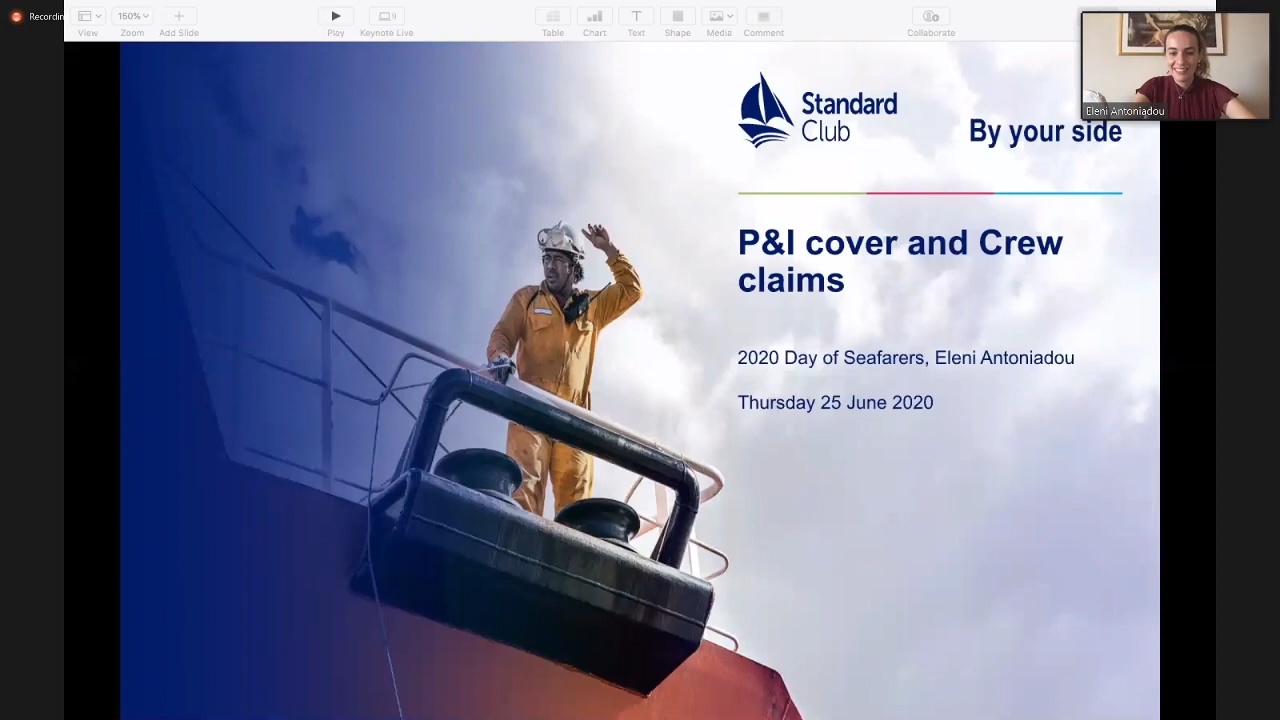 Recordin
View
150%
Zoom
Add Slide
Play
Keynote Live
Table
Chart
Text
Shape
Media
Comment
Collaborate
Eleni Antoniadou
Standard
Club
By your side
P&I cover and Crew
claims
2020 Day of Seafarers, Eleni Antoniadou
Thursday 25 June 2020